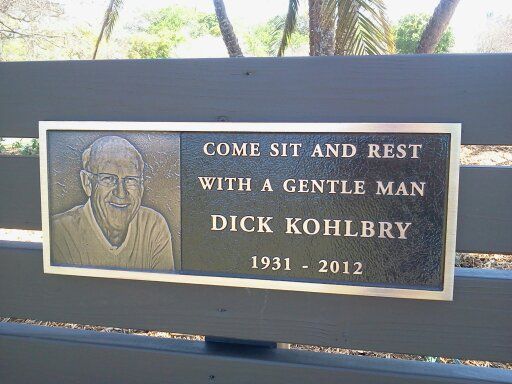 COME SIT AND REST
WITH A GENTLE MAN
DICK KOHLBRY
1931 - 2012